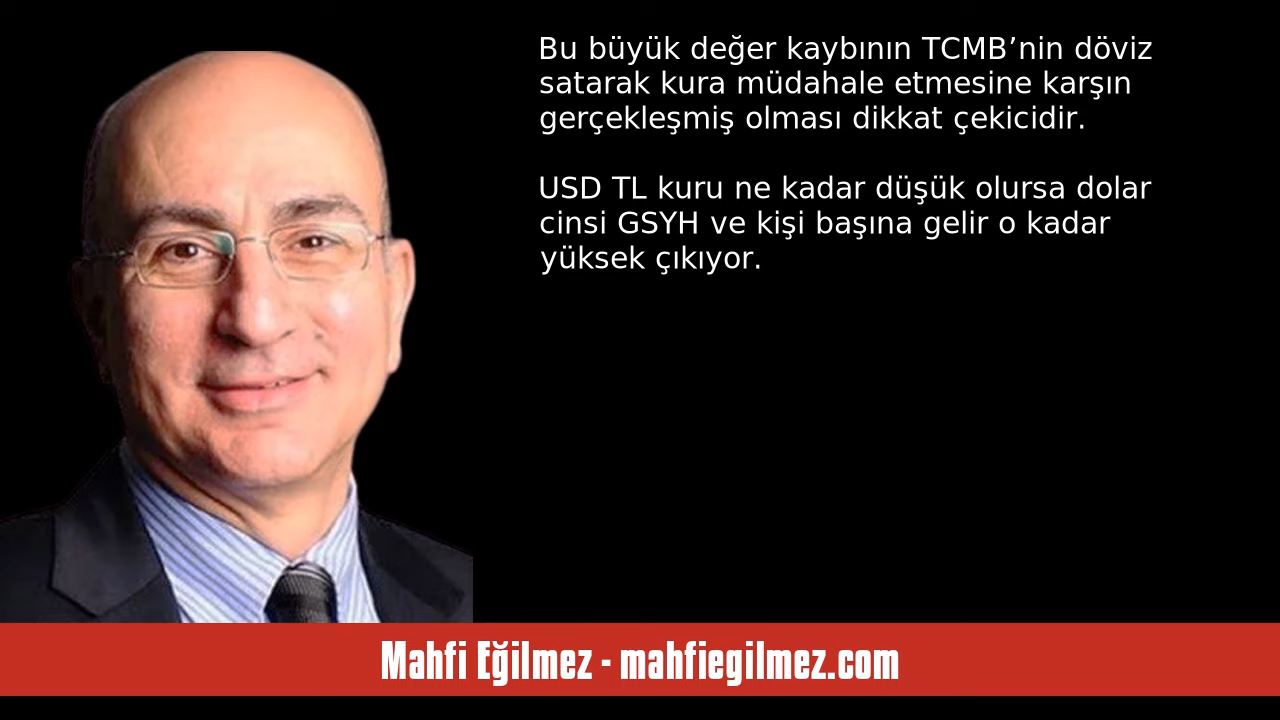 Bu büyük değer kaybının TCMB’nin döviz
satarak kura müdahale etmesine karşın
gerçekleşmiş olması dikkat çekicidir.
USD TL kuru ne kadar düşük olursa dolar
cinsi GSYH ve kişi başına gelir o kadar
yüksek çıkıyor.
Mahfi Eğilmez - mahfiegilmez.com